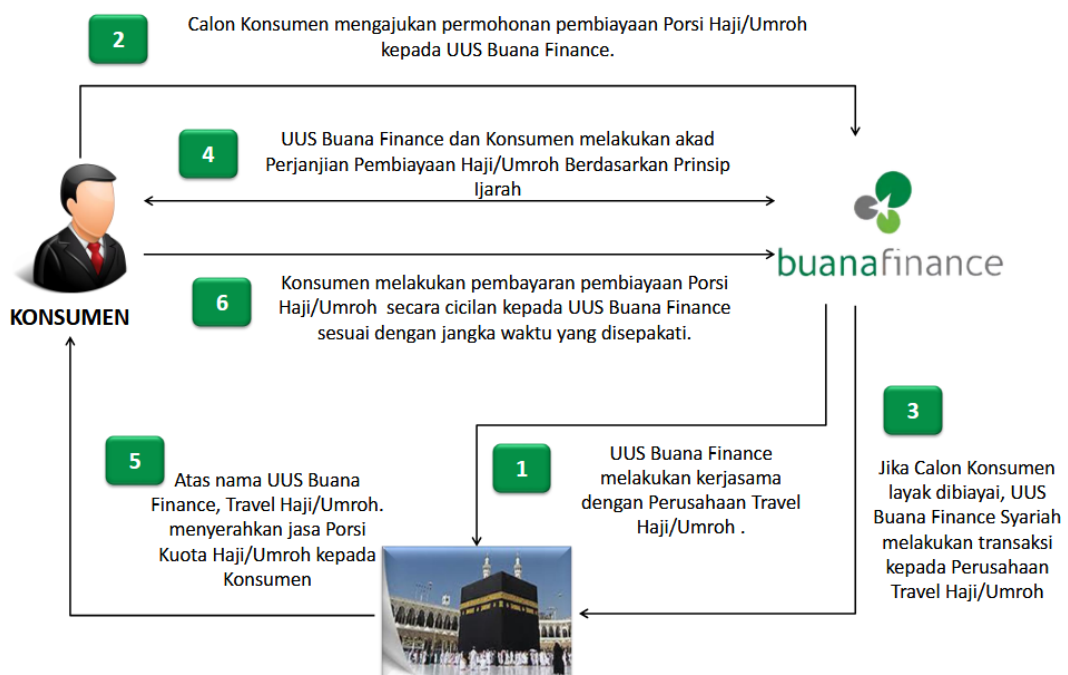 2
Calon Konsumen mengajukan permohonan pembiayaan Porsi Haji/Umroh
kepada UUS Buana Finance.
4
UUS Buana Finance dan Konsumen melakukan akad
Perjanjian Pembiayaan Haji/Umroh Berdasarkan Prinsip
Ijarah
KONSUMEN
buanafinance
6
Konsumen melakukan pembayaran pembiayaan Porsi
Haji/Umroh secara cicilan kepada UUS Buana Finance
sesuai dengan jangka waktu yang disepakati.
5
Atas nama UUS Buana
Finance, Travel Haji/Umroh.
menyerahkan jasa Porsi
Kuota Haji/Umroh kepada
Konsumen
1
UUS Buana Finance
melakukan kerjasama
dengan Perusahaan Travel
Haji/Umroh .
3
Jika Calon Konsumen
layak dibiayai, UUS
Buana Finance Syariah
melakukan transaksi
kepada Perusahaan
Travel Haji/Umroh